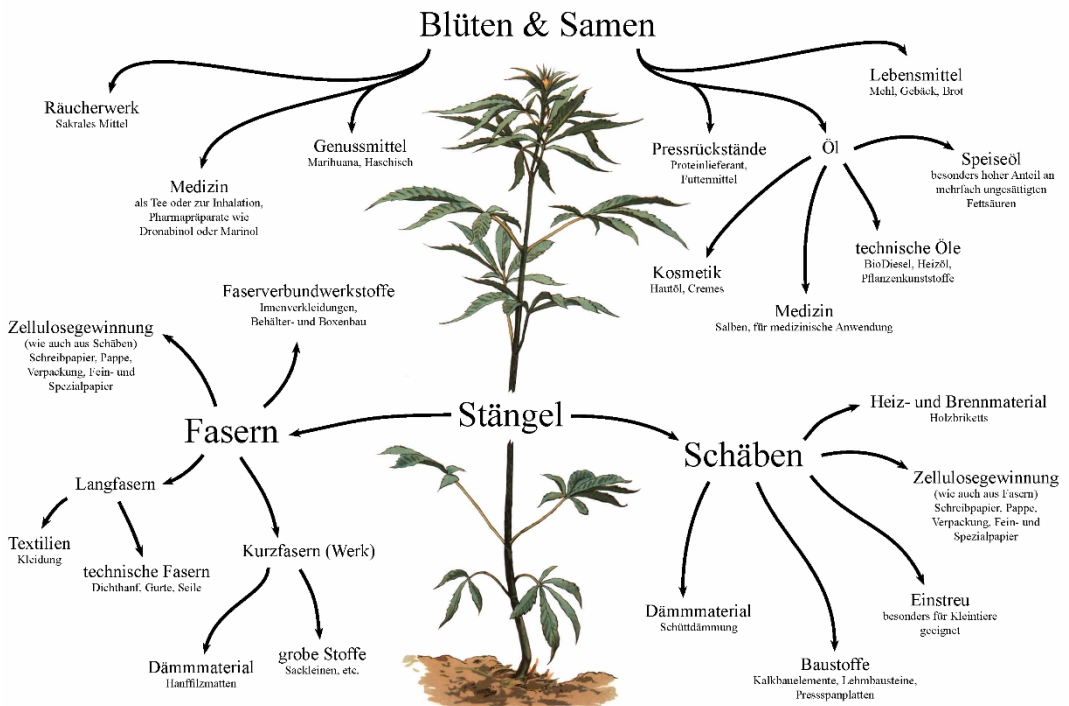 Blüten & Samen
Räucherwerk
Sakrales Mittel
Medizin
als Tee oder zur Inhalation,
Pharmapräparate wie
Dronabinol oder Marinol
Genussmittel
Marihuana, Haschisch
Pressrückstände
Proteinlieferant,
Futtermittel
Lebensmittel
Mehl, Gebäck, Brot
Öl
Speiseöl
besonders hoher Anteil an
mehrfach ungesättigten
Fettsäuren
Kosmetik
Hautöl, Cremes
Medizin
Salben, für medizinische Anwendung
technische Öle
BioDiesel, Heizöl,
Pflanzenkunststoffe
Stängel
Fasern
Zellulosegewinnung
(wie auch aus Schäben)
Schreibpapier, Pappe,
Verpackung, Fein- und
Spezialpapier
Faserverbundwerkstoffe
Innenverkleidungen,
Behälter- und Boxenbau
Langfasern
Textilien
Kleidung
technische Fasern
Dichthanf, Gurte, Seile
Kurzfasern (Werk)
Dämmmaterial
Hanffilzmatten
grobe Stoffe
Sackleinen, etc.
Schäben
Heiz- und Brennmaterial
Holzbriketts
Zellulosegewinnung
(wie auch aus Fasern)
Schreibpapier, Pappe,
Verpackung, Fein- und
Spezialpapier
Einstreu
besonders für Kleintiere
geeignet
Baustoffe
Kalkbauelemente, Lehmbausteine,
Pressspanplatten
Dämmmaterial
Schüttdämmung